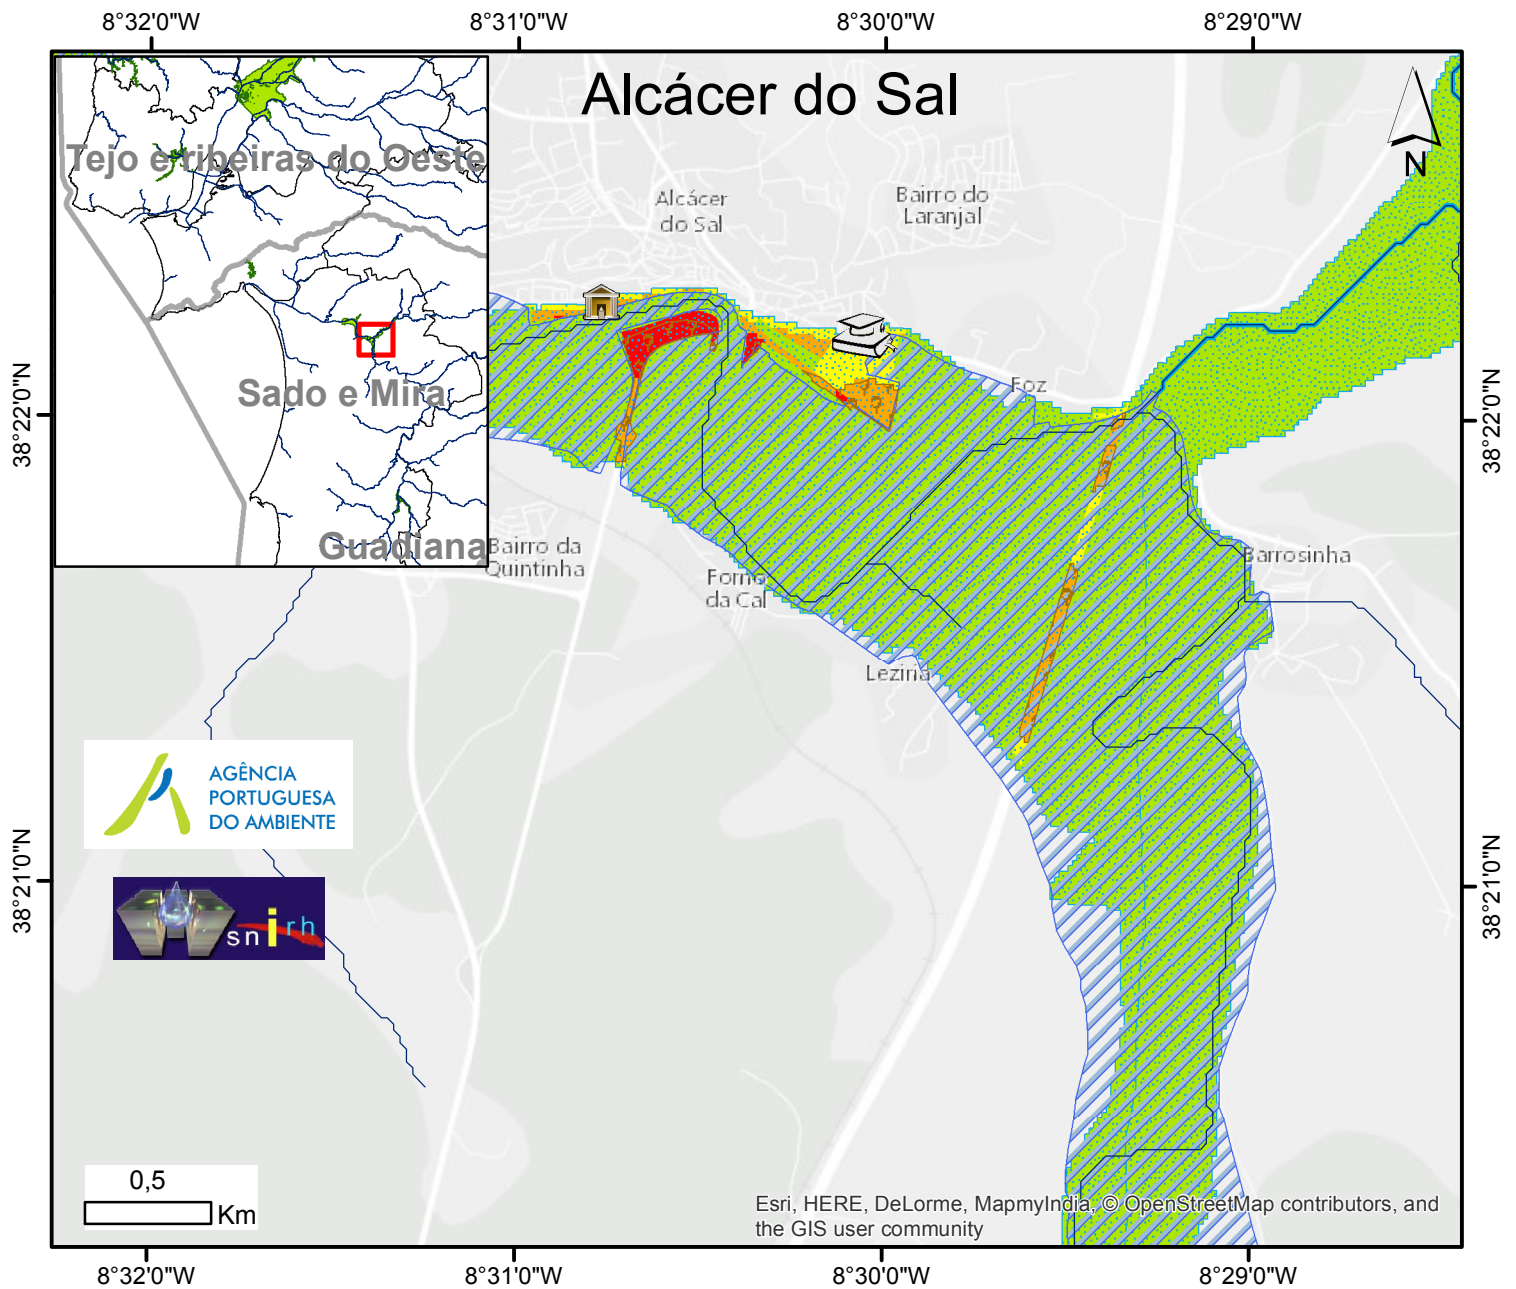 8°32'0"W
8°31'0"W
8°30'0"W
8°29'0"W
Alcácer do Sal
N
Tejo e ribeiras do Oeste
Sado e Mira
Guadiana
Alcácer
do Sal
Bairro do
Laranjal
Foz
38°22'0"N
38°22'0"N
Bairro da
Quintinha
Forno
da Cal
Barrosinha
Leziria
AGÊNCIA
PORTUGUESA
DO AMBIENTE
38°21'0"N
38°21'0"N
snirh
0,5
Km
Esri, HERE, DeLorme, MapmyIndia, © OpenStreetMap contributors, and
the GIS user community
8°32'0"W
8°31'0"W
8°30'0"W
8°29'0"W